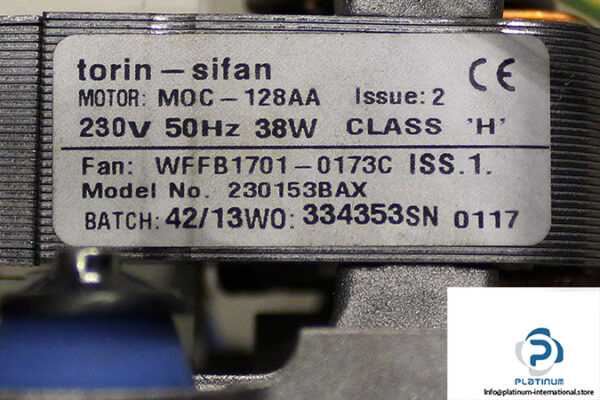 torin-sifan
MOTOR: MOC-128AA Issue: 2
230V 50Hz 38W CLASS 'H'
Fan: WFFB1701-0173C ISS.1.
Model No. 230153BAX
BATCH: 42/13WO: 334353SN 0117
CE
PLATINUM
Info@platinum-international.store